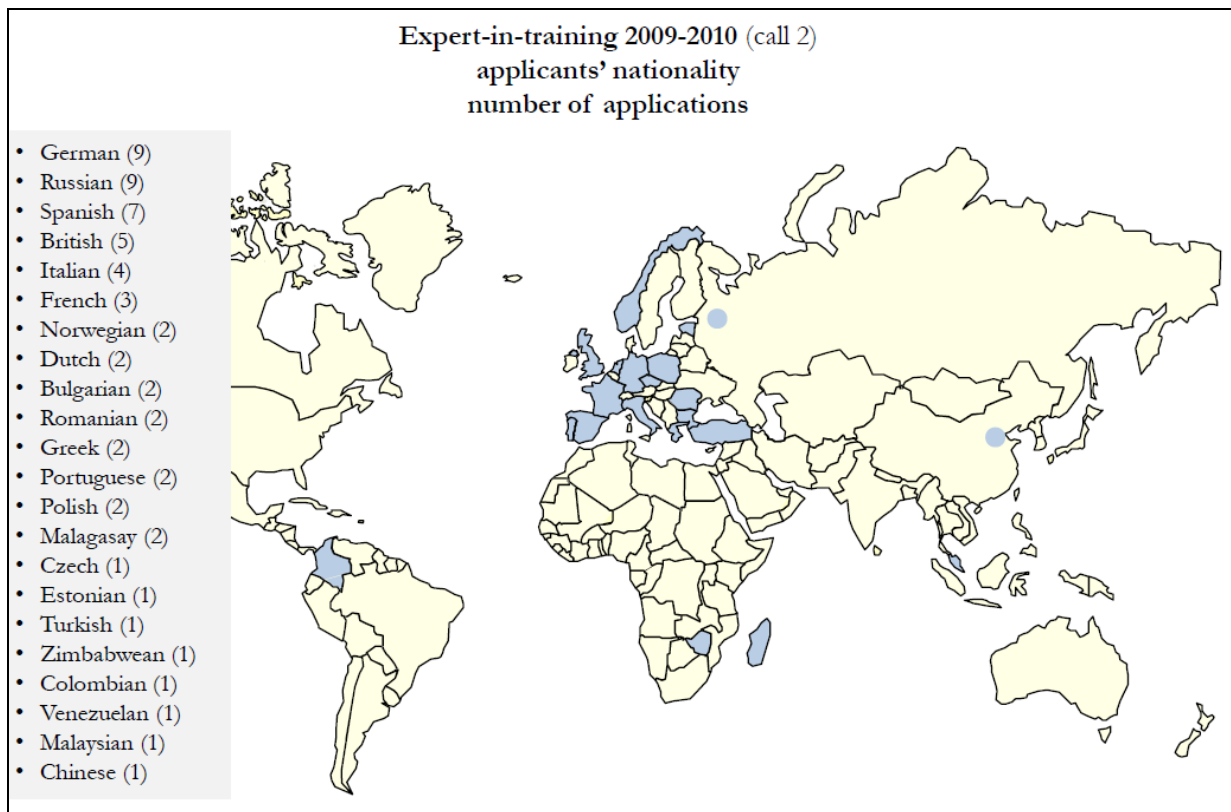 Expert-in-training 2009-2010 (call 2)
applicants' nationality
number of applications
• German (9)
• Russian (9)
• Spanish (7)
• British (5)
• Italian (4)
• French (3)
• Norwegian (2)
• Dutch (2)
• Bulgarian (2)
• Romanian (2)
• Greek (2)
• Portuguese (2)
• Polish (2)
• Malagasay (2)
• Czech (1)
• Estonian (1)
• Turkish (1)
• Zimbabwean (1)
• Colombian (1)
• Venezuelan (1)
• Malaysian (1)
• Chinese (1)